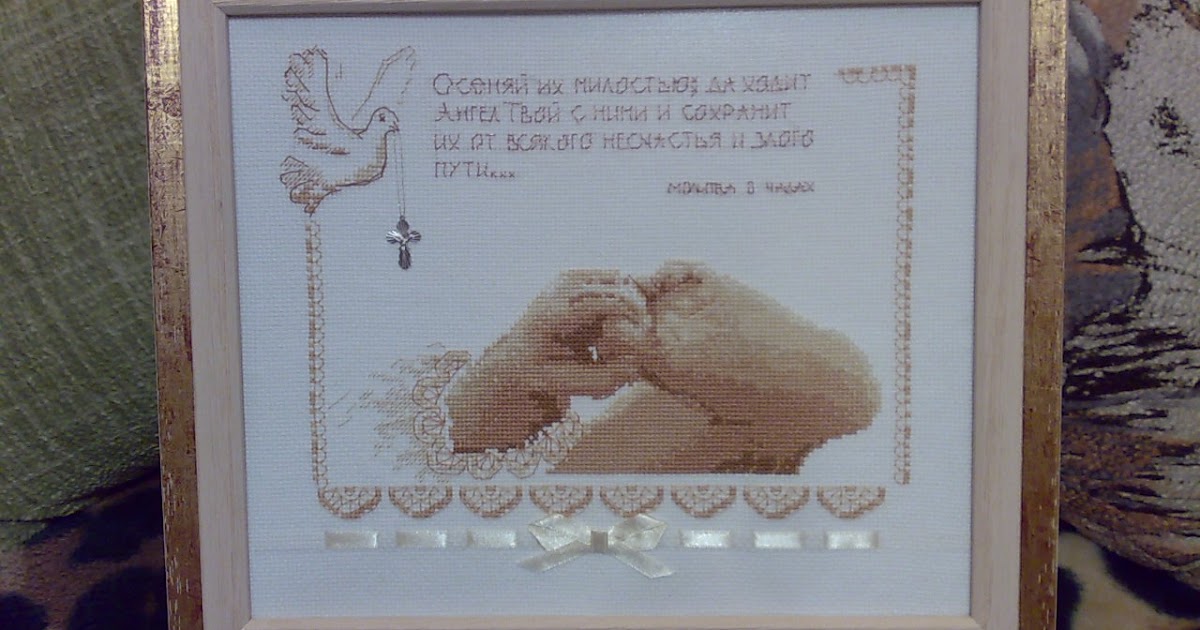 Осеняй их милостью, да ходит
Ангел Твой с ними и сохранит
их от всякого несчастья и злого
пути...
Молитва о чадах